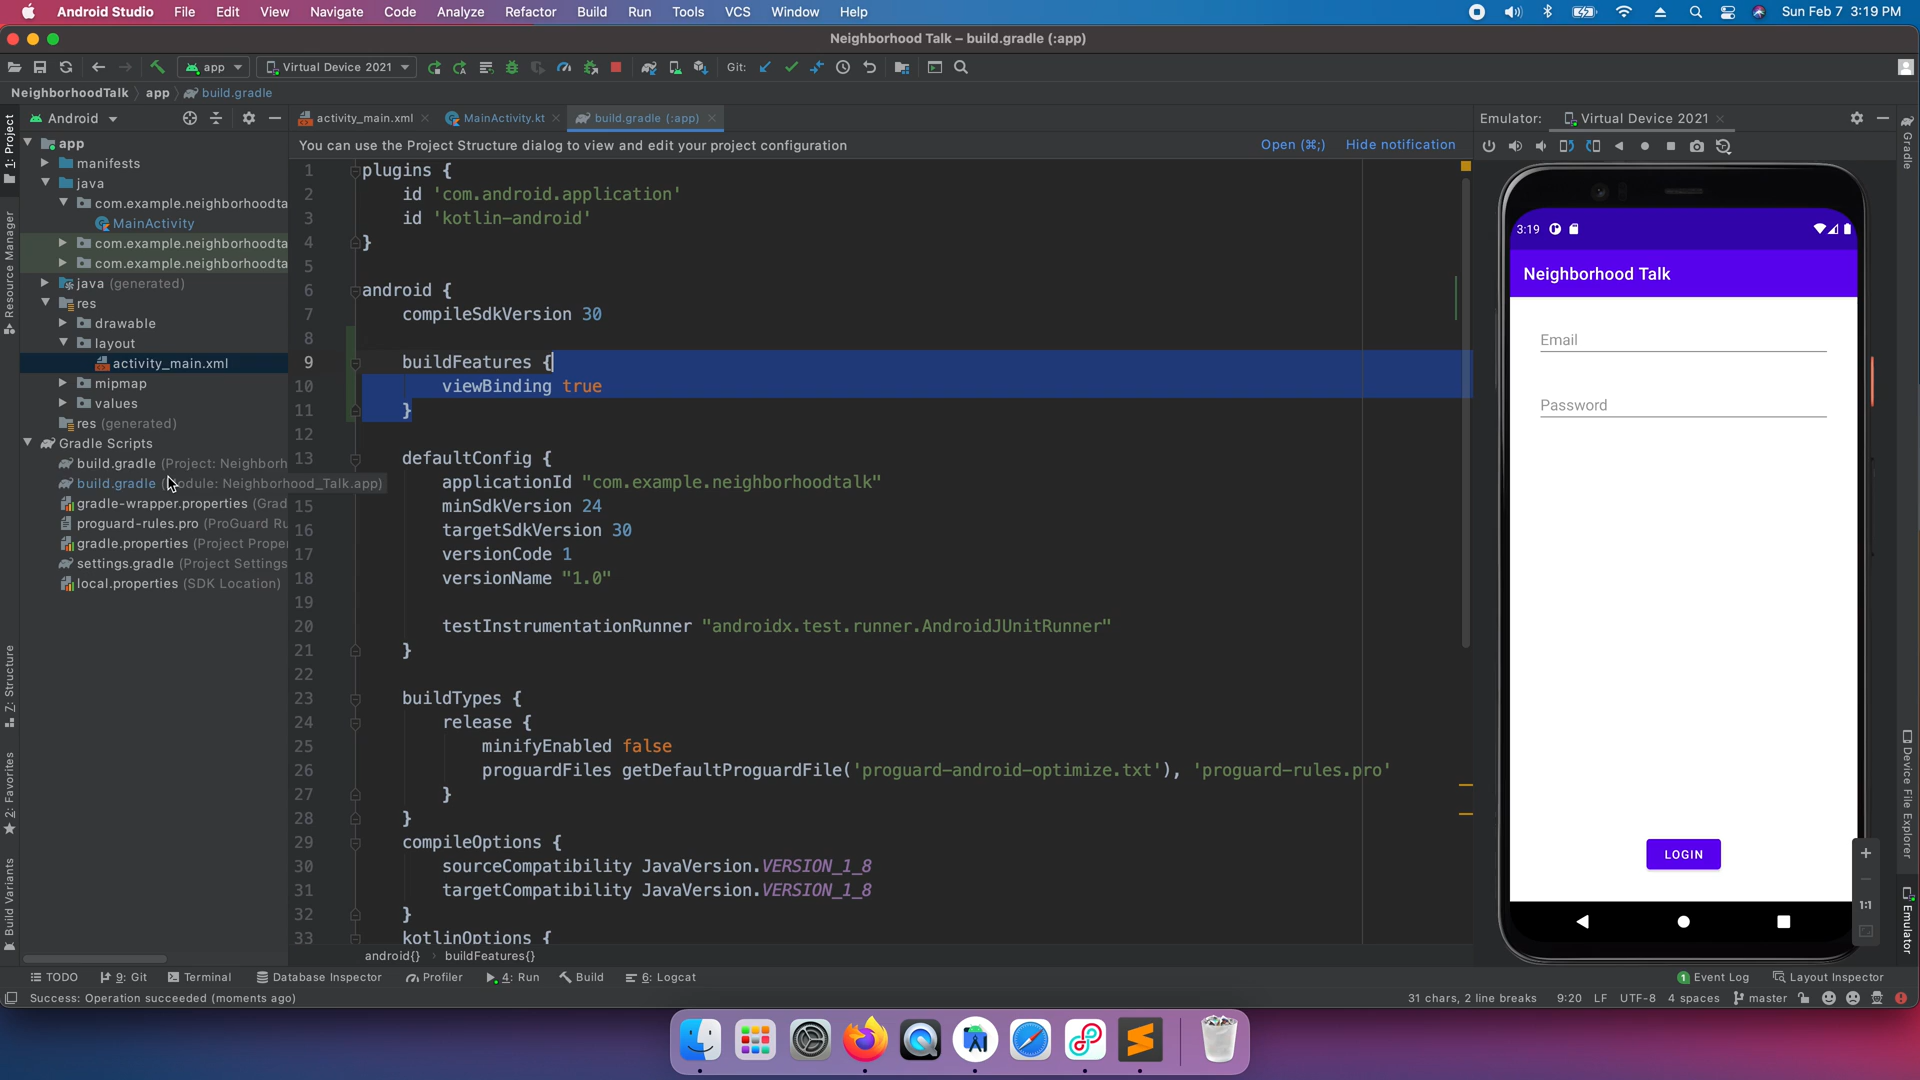 Android Studio File Edit View Navigate Code Analyze Refactor Build Run Tools VCS Window Help Sun Feb 7 3:19 PM
Neighborhood Talk – build.gradle (:app)
app Virtual Device 2021 Git:
NeighborhoodTalk app build.gradle
Android
activity_main.xml MainActivity.kt build.gradle (:app)
Emulator: Virtual Device 2021
You can use the Project Structure dialog to view and edit your project configuration Open (⌘;) Hide notification
1: Project
Resource Manager
7: Structure
2: Favorites
Build Variants
app
manifests
java
com.example.neighborhoodta
MainActivity
com.example.neighborhoodta
com.example.neighborhoodta
java (generated)
res
drawable
layout
activity_main.xml
mipmap
values
res (generated)
Gradle Scripts
build.gradle (Project: Neighborh
build.gradle (Module: Neighborhood_Talk.app)
gradle-wrapper.properties (Grad
proguard-rules.pro (ProGuard Ru
gradle.properties (Project Prope
settings.gradle (Project Settings
local.properties (SDK Location)
1 plugins {
2 id 'com.android.application'
3 id 'kotlin-android'
4 }
5
6 android {
7 compileSdkVersion 30
8
9 buildFeatures {
10 viewBinding true
11 }
12
13 defaultConfig {
applicationId "com.example.neighborhoodtalk"
15 minSdkVersion 24
16 targetSdkVersion 30
17 versionCode 1
18 versionName "1.0"
19
20 testInstrumentationRunner "androidx.test.runner.AndroidJUnitRunner"
21 }
22
23 buildTypes {
24 release {
25 minifyEnabled false
26 proguardFiles getDefaultProguardFile('proguard-android-optimize.txt'), 'proguard-rules.pro'
27 }
28 }
29 compileOptions {
30 sourceCompatibility JavaVersion.VERSION_1_8
31 targetCompatibility JavaVersion.VERSION_1_8
32 }
33 kotlinOptions {
android{} buildFeatures{}
3:19
Neighborhood Talk
Email
Password
LOGIN
1:1
Gradle
Device File Explorer
Emulator
TODO 9: Git Terminal Database Inspector Profiler 4: Run Build 6: Logcat 1 Event Log Layout Inspector
Success: Operation succeeded (moments ago) 31 chars, 2 line breaks 9:20 LF UTF-8 4 spaces master